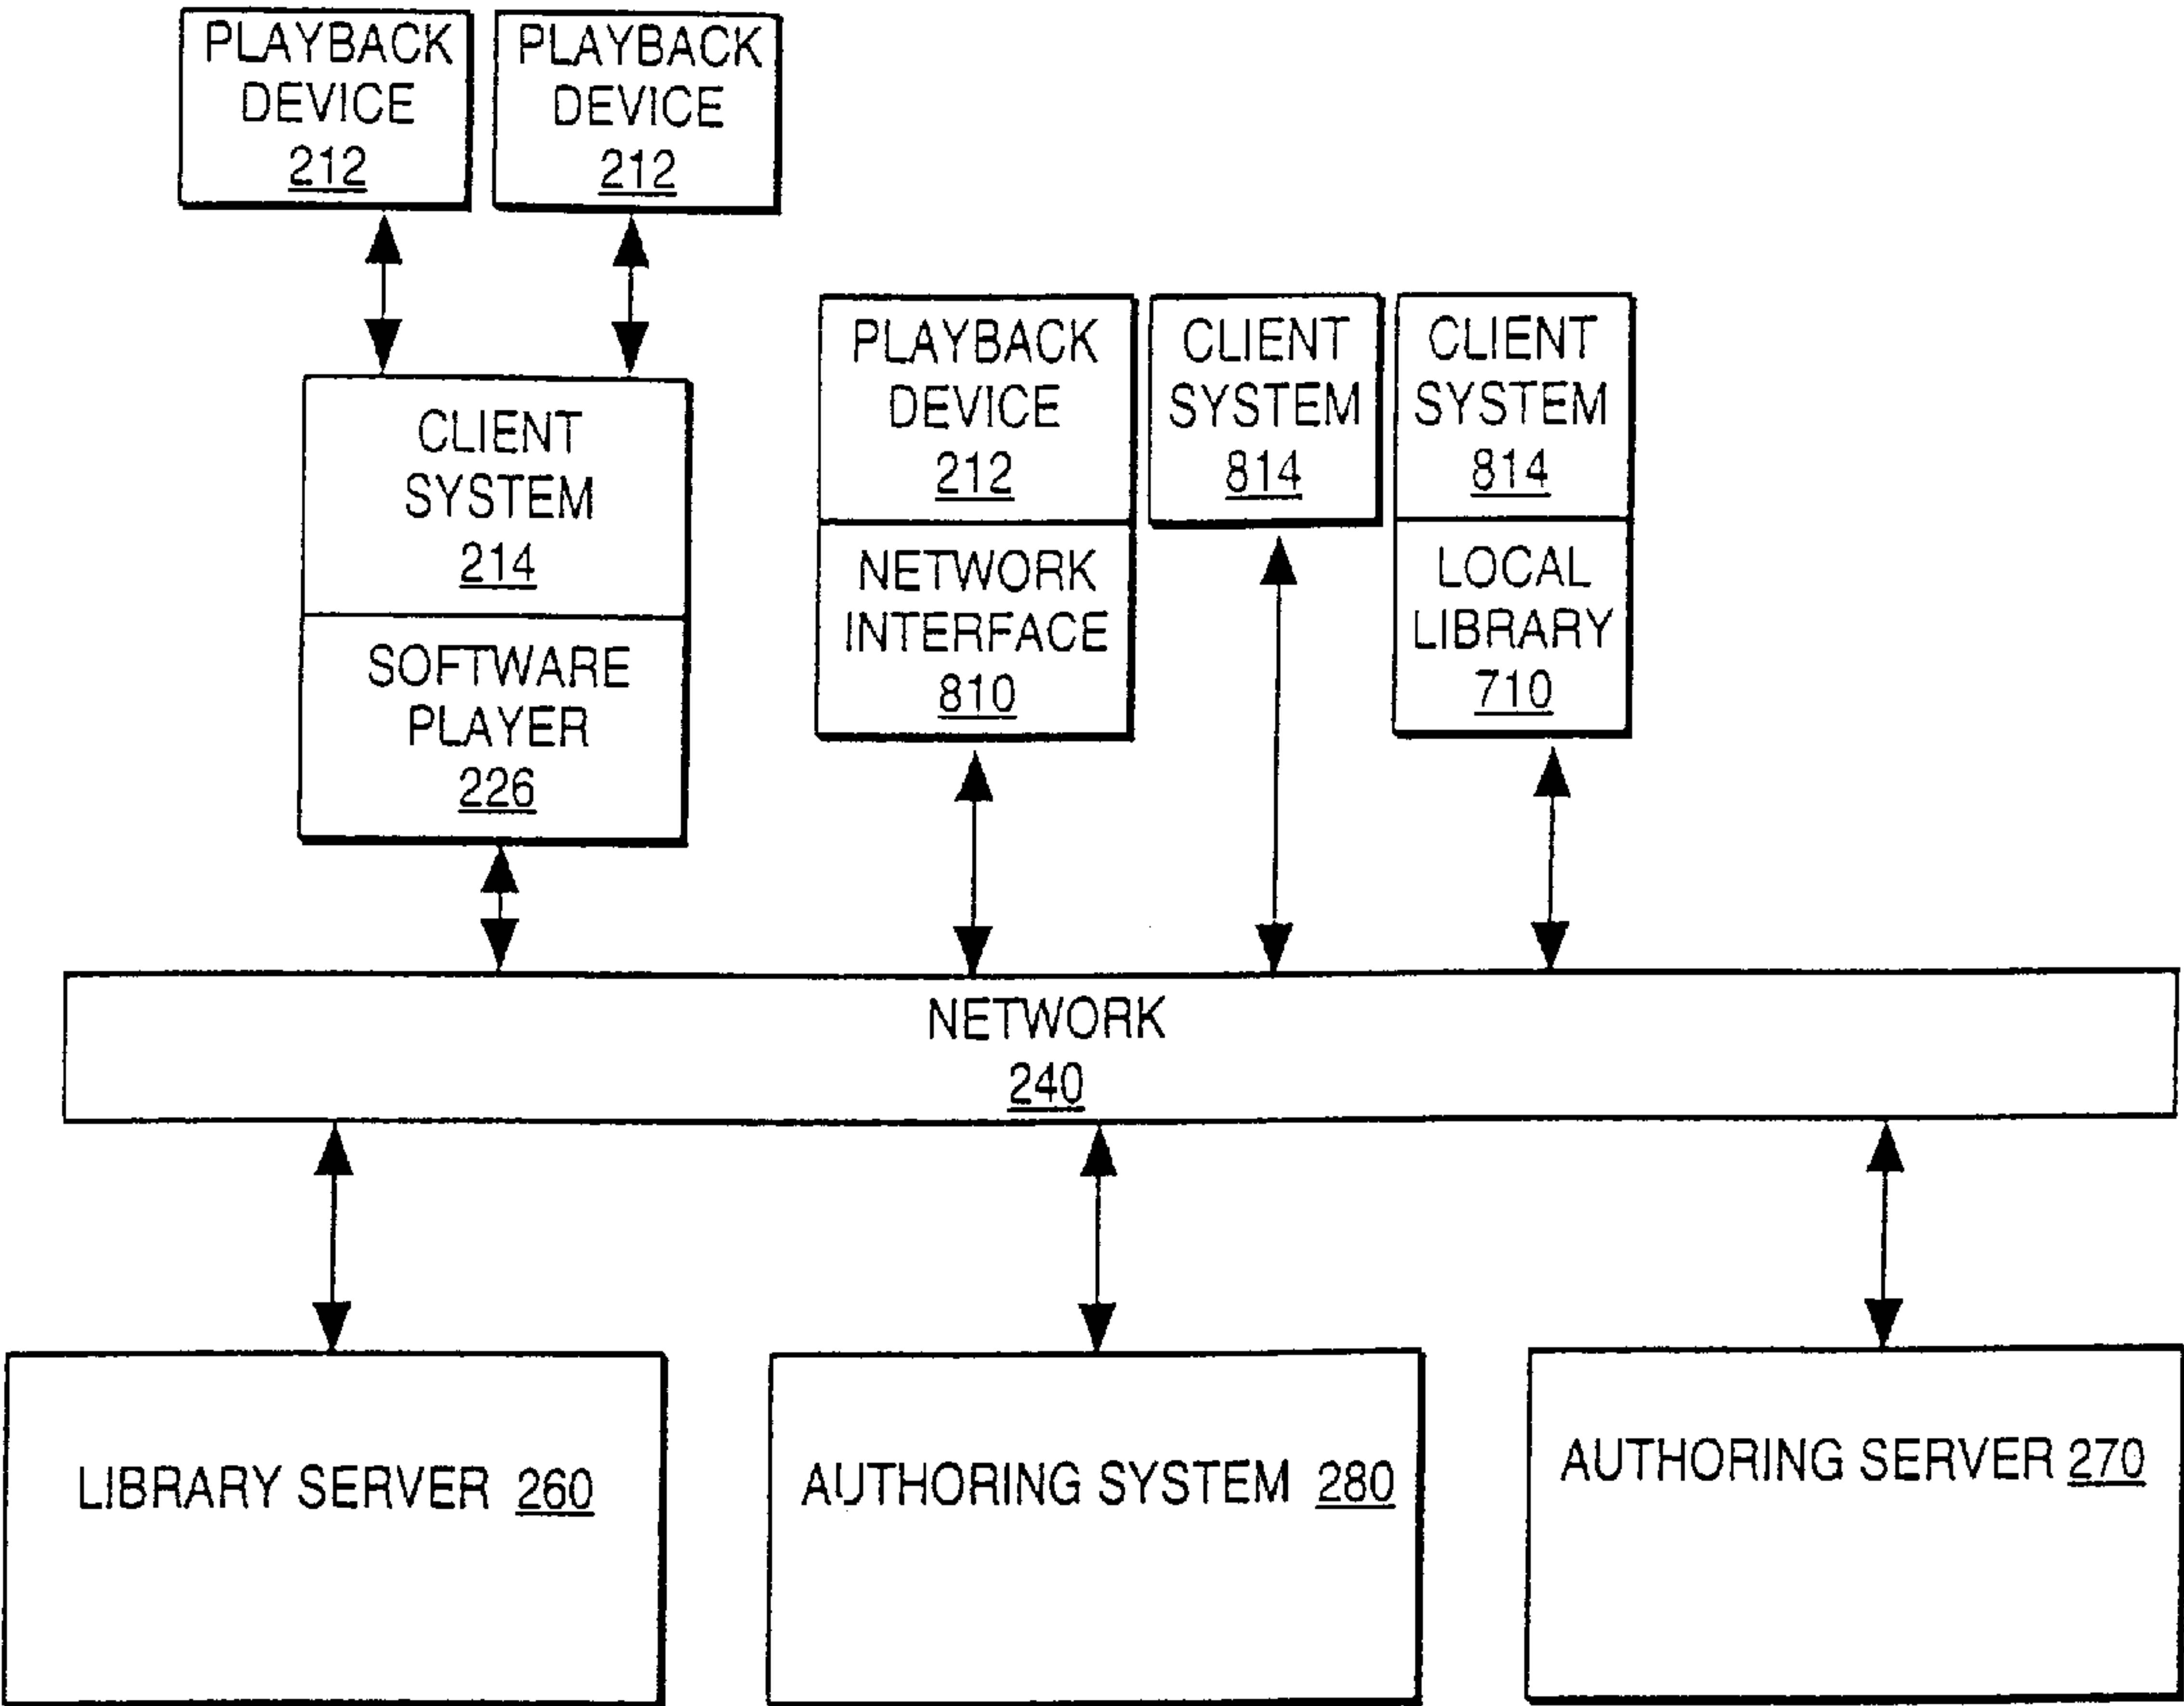 PLAYBACK
DEVICE
212
PLAYBACK
DEVICE
212
CLIENT
SYSTEM
214
SOFTWARE
PLAYER
226
PLAYBACK
DEVICE
212
NETWORK
INTERFACE
810
CLIENT
SYSTEM
814
CLIENT
SYSTEM
814
LOCAL
LIBRARY
710
NETWORK
240
LIBRARY SERVER 260
AUTHORING SYSTEM 280
AUTHORING SERVER 270